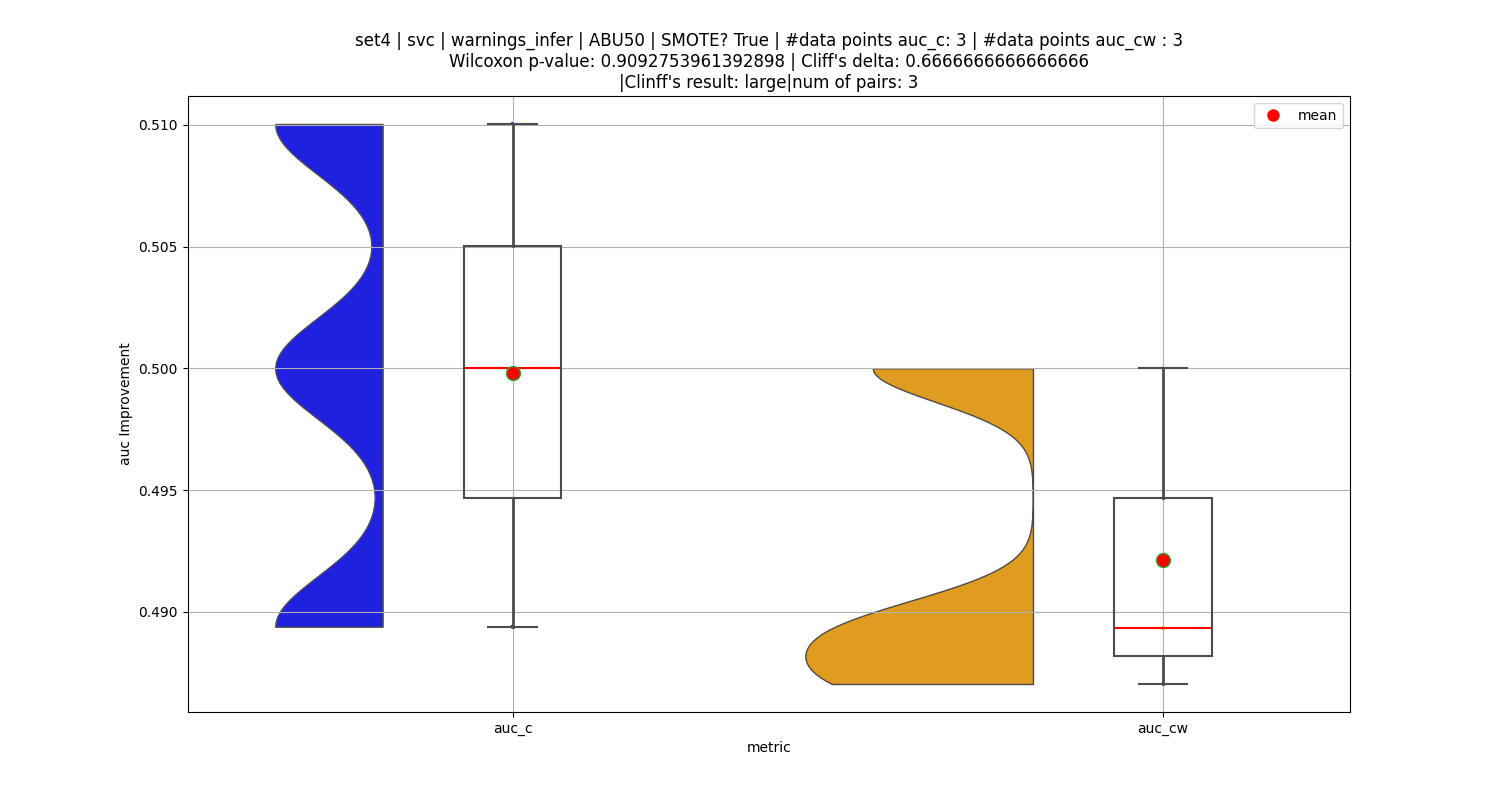 set4 | svc | warnings_infer | ABU50 | SMOTE? True | #data points auc_c: 3 | #data points auc_cw : 3
Wilcoxon p-value: 0.9092753961392898 | Cliff's delta: 0.6666666666666666
|Clinff's result: large|num of pairs: 3
mean
0.510
0.505
0.500
0.495
0.490
auc Improvement
auc_c
auc_cw
metric